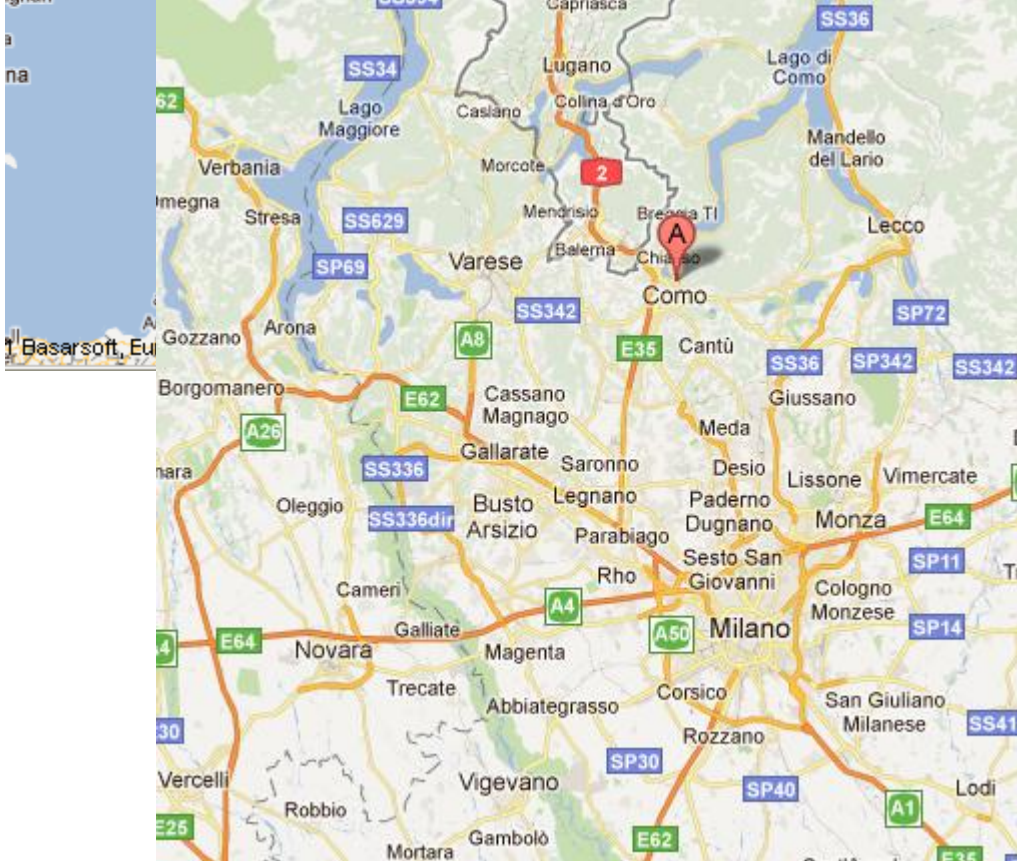 na
1 Basarsoft, Eu
Capriasca
SS36
Lugano
Lago di
Como
SS34
62
Collina d'Oro
Caslano
Lago
Maggiore
Mandello
del Lario
Verbania
Morcote
2
megna
Stresa
SS629
Mendrisio
Breggia TI
A
Lecco
Varese
Balerna
SP69
Como
SS342
SP72
Gozzano
Arona
A8
E35
Cantù
SS36
SP342
SS342
Borgomanero
E62
Cassano
Magnago
Giussano
A26
Meda
Gallarate
Saronno
Desio
SS336
Lissone
Vimercate
nara
Oleggio
Busto
Arsizio
Legnano
Paderno
Dugnano
SS336dir
Monza
E64
Parabiago
Sesto San
Giovanni
SP11
Rho
Cameri
Cologno
Monzese
A4
Galliate
A50
Milano
SP14
E64
Novara
Magenta
Trecate
Corsico
Abbiategrasso
San Giuliano
Milanese
SS41
Rozzano
30
SP30
Vercelli
Vigevano
SP40
Lodi
Robbio
A1
E25
Gambolò
E62
Mortara
E35